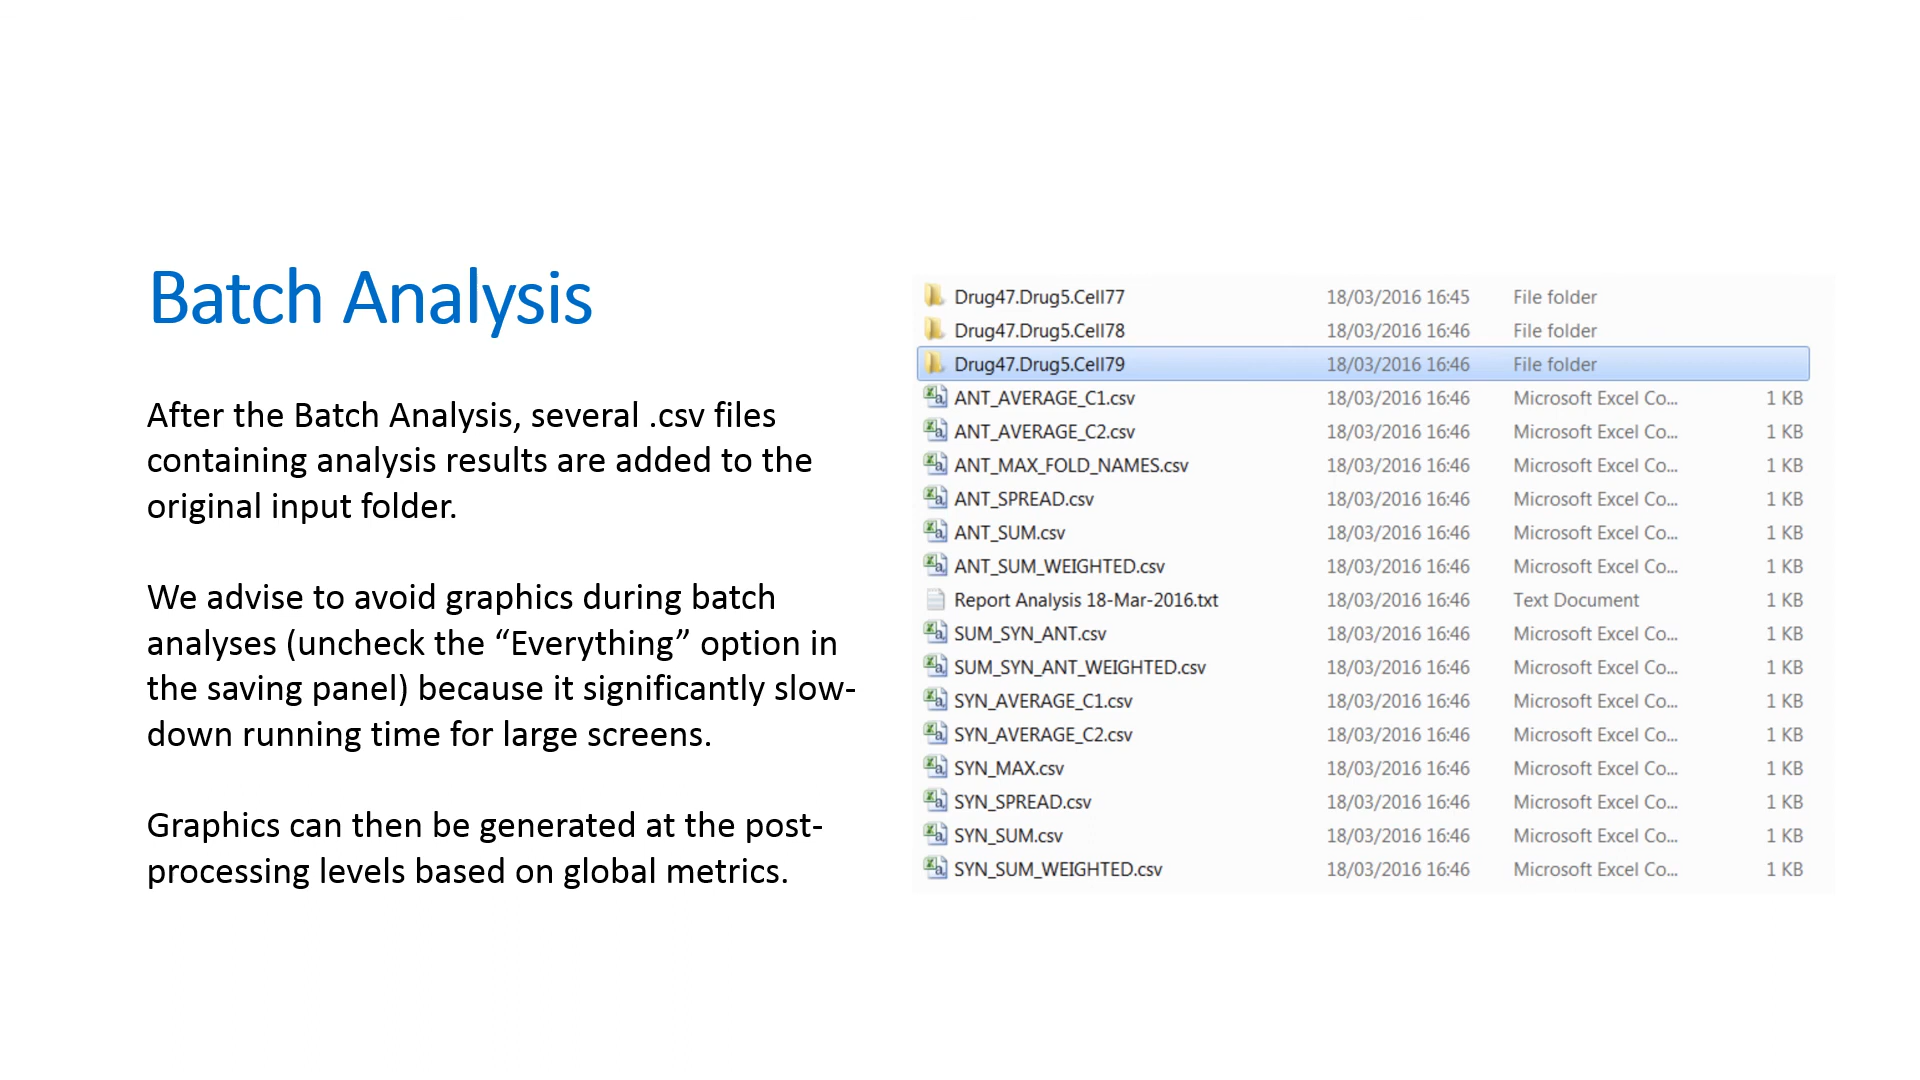 Batch Analysis
After the Batch Analysis, several .csv files
containing analysis results are added to the
original input folder.
We advise to avoid graphics during batch
analyses (uncheck the “Everything” option in
the saving panel) because it significantly slow-
down running time for large screens.
Graphics can then be generated at the post-
processing levels based on global metrics.
Drug47.Drug5.Cell77 18/03/2016 16:45 File folder
Drug47.Drug5.Cell78 18/03/2016 16:46 File folder
Drug47.Drug5.Cell79 18/03/2016 16:46 File folder
ANT_AVERAGE_C1.csv 18/03/2016 16:46 Microsoft Excel Co... 1 KB
ANT_AVERAGE_C2.csv 18/03/2016 16:46 Microsoft Excel Co... 1 KB
ANT_MAX_FOLD_NAMES.csv 18/03/2016 16:46 Microsoft Excel Co... 1 KB
ANT_SPREAD.csv 18/03/2016 16:46 Microsoft Excel Co... 1 KB
ANT_SUM.csv 18/03/2016 16:46 Microsoft Excel Co... 1 KB
ANT_SUM_WEIGHTED.csv 18/03/2016 16:46 Microsoft Excel Co... 1 KB
Report Analysis 18-Mar-2016.txt 18/03/2016 16:46 Text Document 1 KB
SUM_SYN_ANT.csv 18/03/2016 16:46 Microsoft Excel Co... 1 KB
SUM_SYN_ANT_WEIGHTED.csv 18/03/2016 16:46 Microsoft Excel Co... 1 KB
SYN_AVERAGE_C1.csv 18/03/2016 16:46 Microsoft Excel Co... 1 KB
SYN_AVERAGE_C2.csv 18/03/2016 16:46 Microsoft Excel Co... 1 KB
SYN_MAX.csv 18/03/2016 16:46 Microsoft Excel Co... 1 KB
SYN_SPREAD.csv 18/03/2016 16:46 Microsoft Excel Co... 1 KB
SYN_SUM.csv 18/03/2016 16:46 Microsoft Excel Co... 1 KB
SYN_SUM_WEIGHTED.csv 18/03/2016 16:46 Microsoft Excel Co... 1 KB